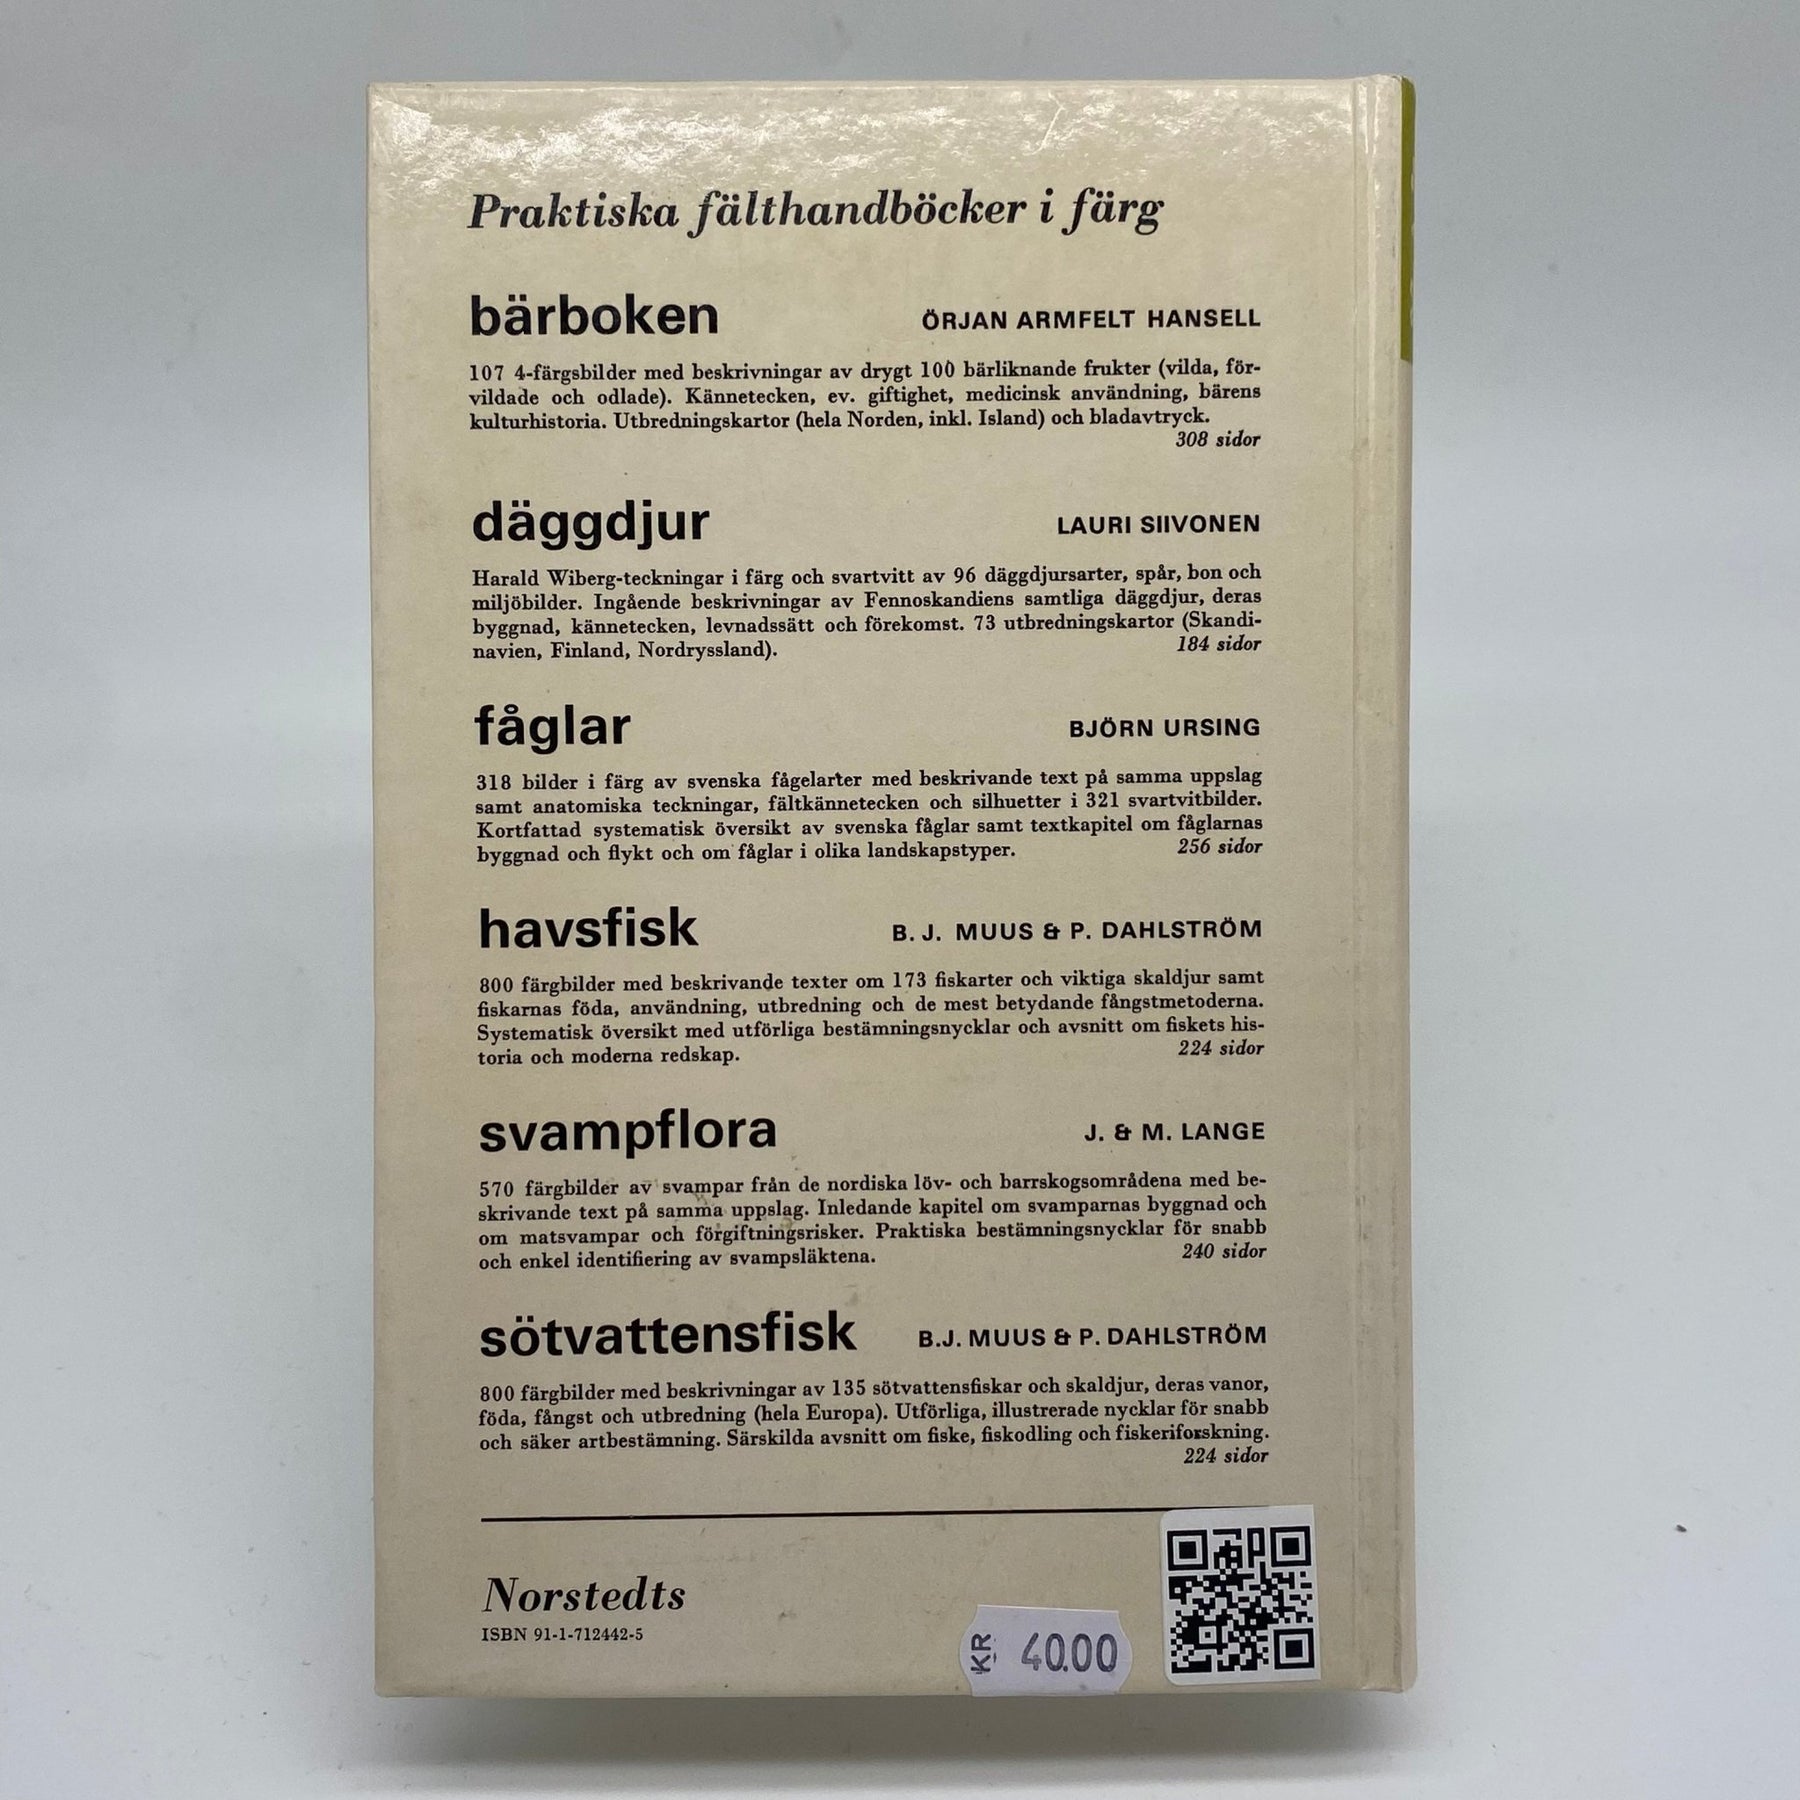 Praktiska fälthandböcker i färg
bärboken ÖRJAN ARMFELT HANSELL
107 4-färgsbilder med beskrivningar av drygt 100 bärliknande frukter (vilda, för-
vildade och odlade). Kännetecken, ev. giftighet, medicinsk användning, bärens
kulturhistoria. Utbredningskartor (hela Norden, inkl. Island) och bladavtryck.
308 sidor
däggdjur LAURI SIIVONEN
Harald Wiberg-teckningar i färg och svartvitt av 96 däggdjursarter, spår, bon och
miljöbilder. Ingående beskrivningar av Fennoskandiens samtliga däggdjur, deras
byggnad, kännetecken, levnadssätt och förekomst. 73 utbredningskartor (Skandi-
navien, Finland, Nordryssland). 184 sidor
fåglar BJÖRN URSING
318 bilder i färg av svenska fågelarter med beskrivande text på samma uppslag
samt anatomiska teckningar, fältkännetecken och silhuetter i 321 svartvitbilder.
Kortfattad systematisk översikt av svenska fåglar samt textkapitel om fåglarnas
byggnad och flykt och om fåglar i olika landskapstyper. 256 sidor
havsfisk B. J. MUUS & P. DAHLSTRÖM
800 färgbilder med beskrivande texter om 173 fiskarter och viktiga skaldjur samt
fiskarnas föda, användning, utbredning och de mest betydande fångstmetoderna.
Systematisk översikt med utförliga bestämningsnycklar och avsnitt om fiskets his-
toria och moderna redskap. 224 sidor
svampflora J. & M. LANGE
570 färgbilder av svampar från de nordiska löv- och barrskogsområdena med be-
skrivande text på samma uppslag. Inledande kapitel om svamparnas byggnad och
om matsvampar och förgiftningsrisker. Praktiska bestämningsnycklar för snabb
och enkel identifiering av svampsläktena. 240 sidor
sötvattensfisk B.J. MUUS & P. DAHLSTRÖM
800 färgbilder med beskrivningar av 135 sötvattensfiskar och skaldjur, deras vanor,
föda, fångst och utbredning (hela Europa). Utförliga, illustrerade nycklar för snabb
och säker artbestämning. Särskilda avsnitt om fiske, fiskodling och fiskeriforskning.
224 sidor
Norstedts
ISBN 91-1-712442-5
KR 40.00